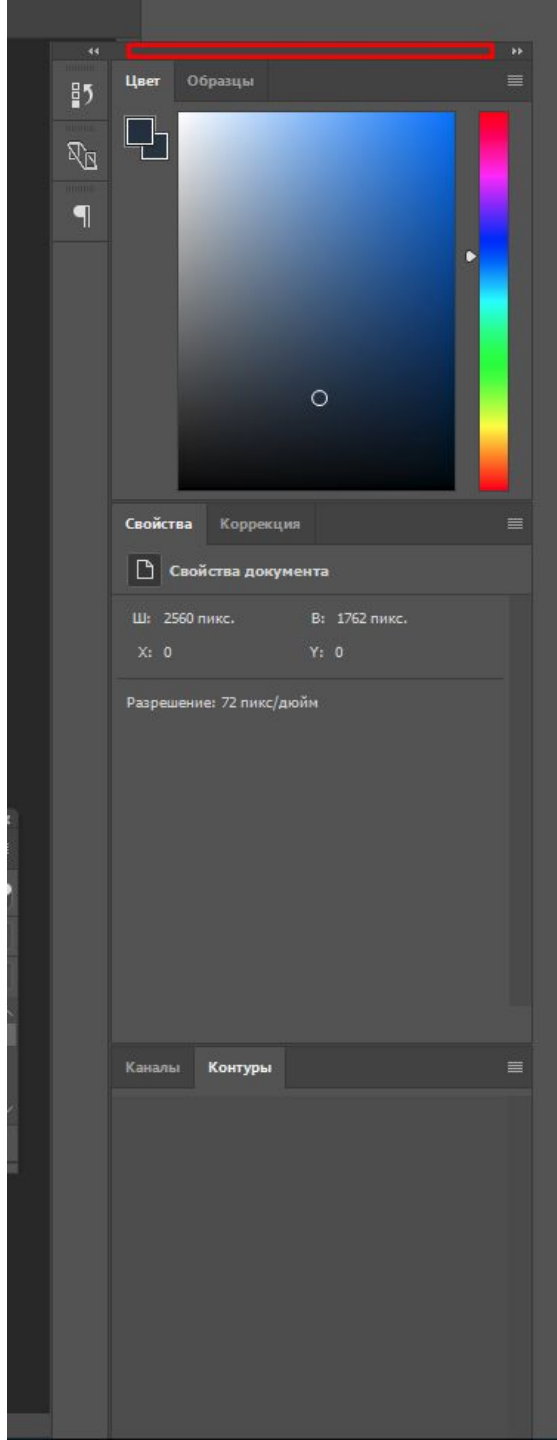 Цвет Образцы
Свойства Коррекция
Свойства документа
Ш: 2560 пикс. В: 1762 пикс.
X: 0 Y: 0
Разрешение: 72 пикс/дюйм
Каналы Контуры